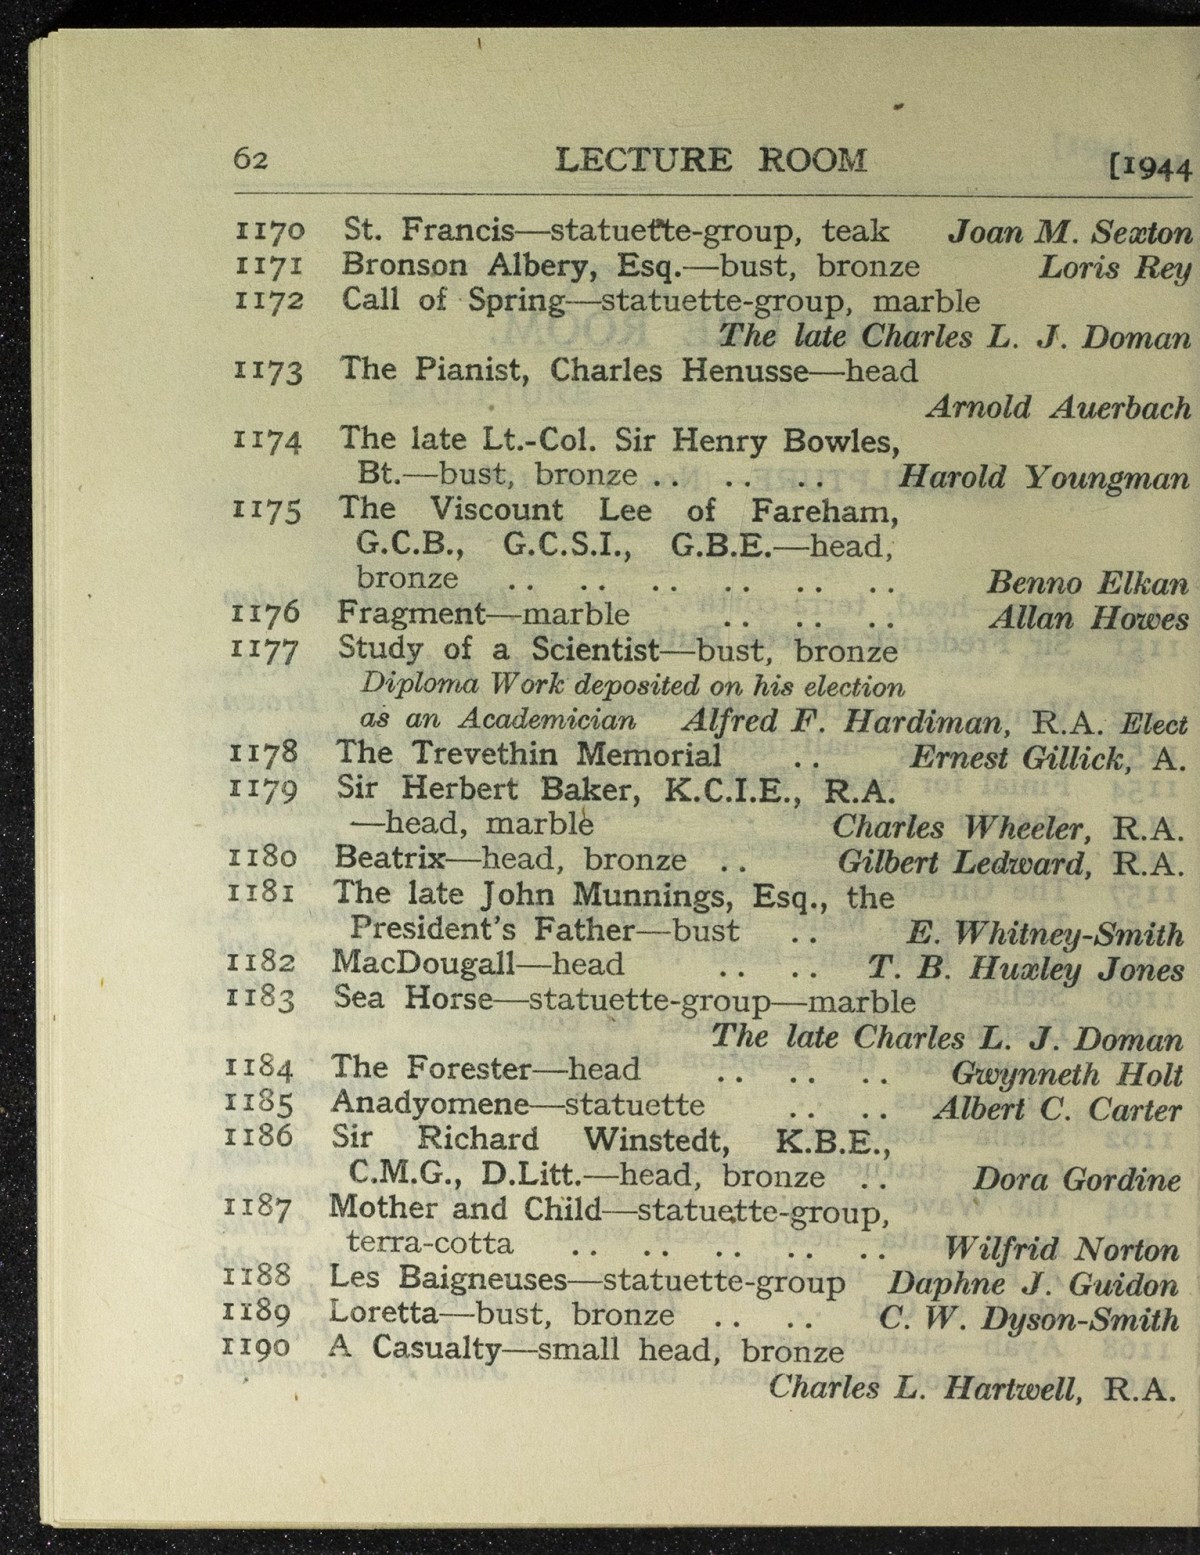 62 LECTURE ROOM [1944
1170 St. Francis—statuette-group, teak Joan M. Sexton
1171 Bronson Albery, Esq.—bust, bronze Loris Rey
1172 Call of Spring—statuette-group, marble
The late Charles L. J. Doman
1173 The Pianist, Charles Henusse—head
Arnold Auerbach
1174 The late Lt.-Col. Sir Henry Bowles,
Bt.—bust, bronze .. .. .. Harold Youngman
1175 The Viscount Lee of Fareham,
G.C.B., G.C.S.I., G.B.E.—head,
bronze .. .. .. .. .. .. Benno Elkan
1176 Fragment—marble .. .. .. Allan Howes
1177 Study of a Scientist—bust, bronze
Diploma Work deposited on his election
as an Academician Alfred F. Hardiman, R.A. Elect
1178 The Trevethin Memorial .. Ernest Gillick, A.
1179 Sir Herbert Baker, K.C.I.E., R.A.
—head, marble Charles Wheeler, R.A.
1180 Beatrix—head, bronze .. Gilbert Ledward, R.A.
1181 The late John Munnings, Esq., the
President's Father—bust .. E. Whitney-Smith
1182 MacDougall—head .. .. T. B. Huxley Jones
1183 Sea Horse—statuette-group—marble
The late Charles L. J. Doman
1184 The Forester—head .. .. .. Gwynneth Holt
1185 Anadyomene—statuette .. .. Albert C. Carter
1186 Sir Richard Winstedt, K.B.E.,
C.M.G., D.Litt.—head, bronze .. Dora Gordine
1187 Mother and Child—statuette-group,
terra-cotta .. .. .. .. .. Wilfrid Norton
1188 Les Baigneuses—statuette-group Daphne J. Guidon
1189 Loretta—bust, bronze .. .. C. W. Dyson-Smith
1190 A Casualty—small head, bronze
Charles L. Hartwell, R.A.